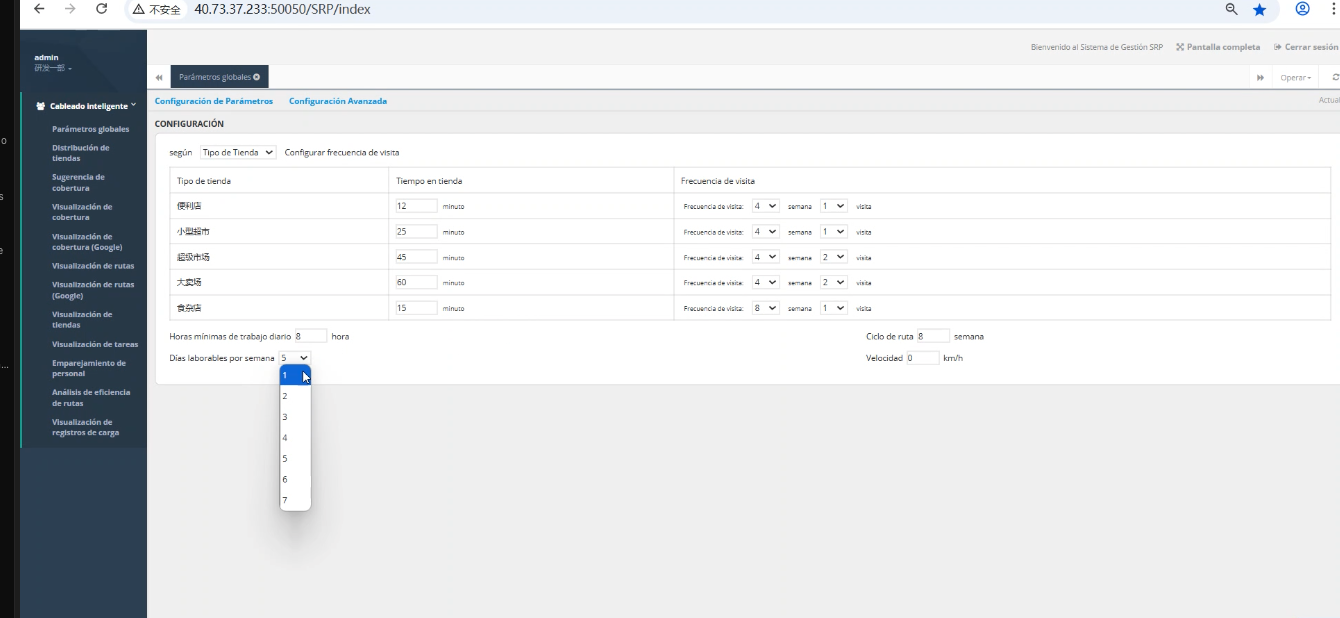 不安全 40.73.37.233:50050/SRP/index
admin
研发一部
Bienvenido al Sistema de Gestión SRP Pantalla completa Cerrar sesión
Parámetros globales Operar
Cableado inteligente
Configuración de Parámetros Configuración Avanzada
CONFIGURACIÓN
Parámetros globales
Distribución de
tiendas
Sugerencia de
cobertura
Visualización de
cobertura
Visualización de
cobertura (Google)
Visualización de rutas
Visualización de rutas
(Google)
Visualización de
tiendas
Visualización de tareas
Emparejamiento de
personal
Análisis de eficiencia
de rutas
Visualización de
registros de carga
según Tipo de Tienda Configurar frecuencia de visita
Tipo de tienda Tiempo en tienda Frecuencia de visita
便利店 12 minuto Frecuencia de visita: 4 semana 1 visita
小型超市 25 minuto Frecuencia de visita: 4 semana 1 visita
超级市场 45 minuto Frecuencia de visita: 4 semana 2 visita
大卖场 60 minuto Frecuencia de visita: 4 semana 2 visita
食杂店 15 minuto Frecuencia de visita: 8 semana 1 visita
Horas mínimas de trabajo diario 8 hora Ciclo de ruta 8 semana
Días laborables por semana 5 Velocidad 0 km/h
1
2
3
4
5
6
7